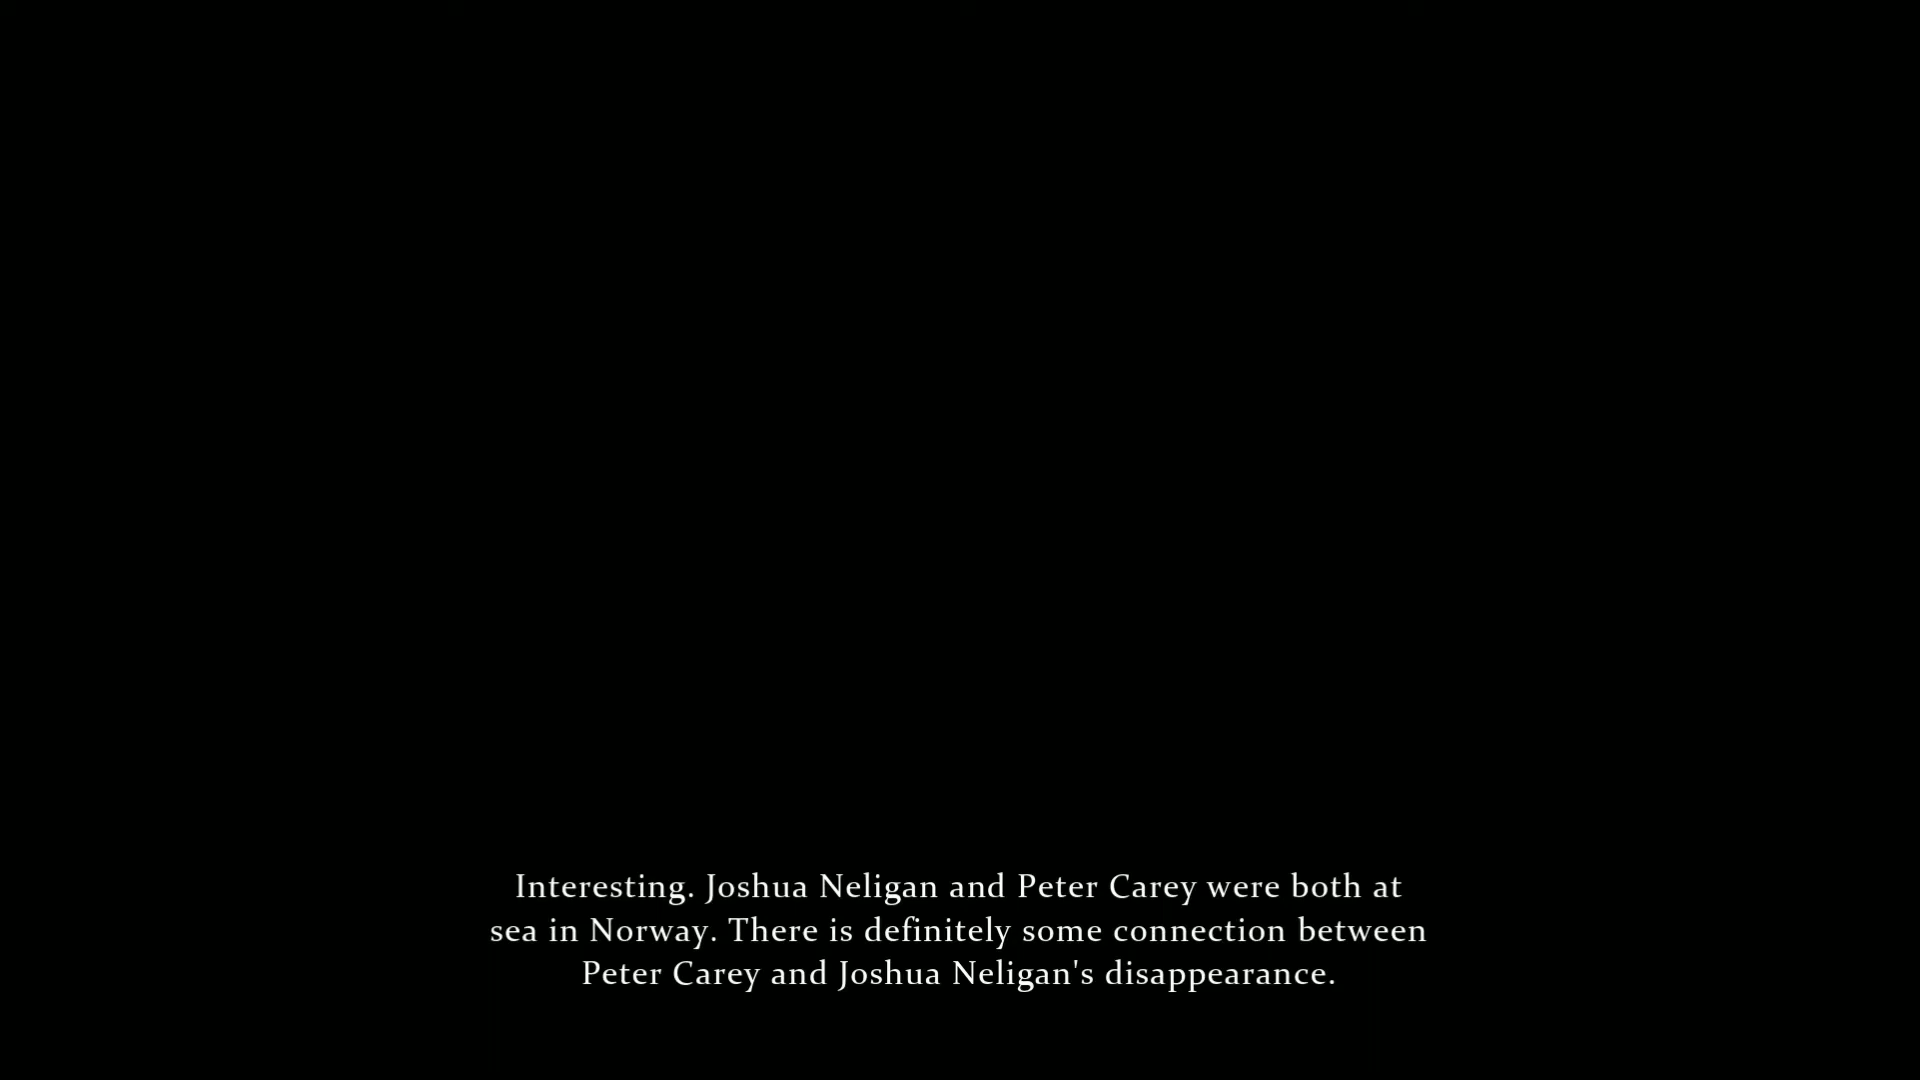 Interesting. Joshua Neligan and Peter Carey were both at
sea in Norway. There is definitely some connection between
Peter Carey and Joshua Neligan's disappearance.